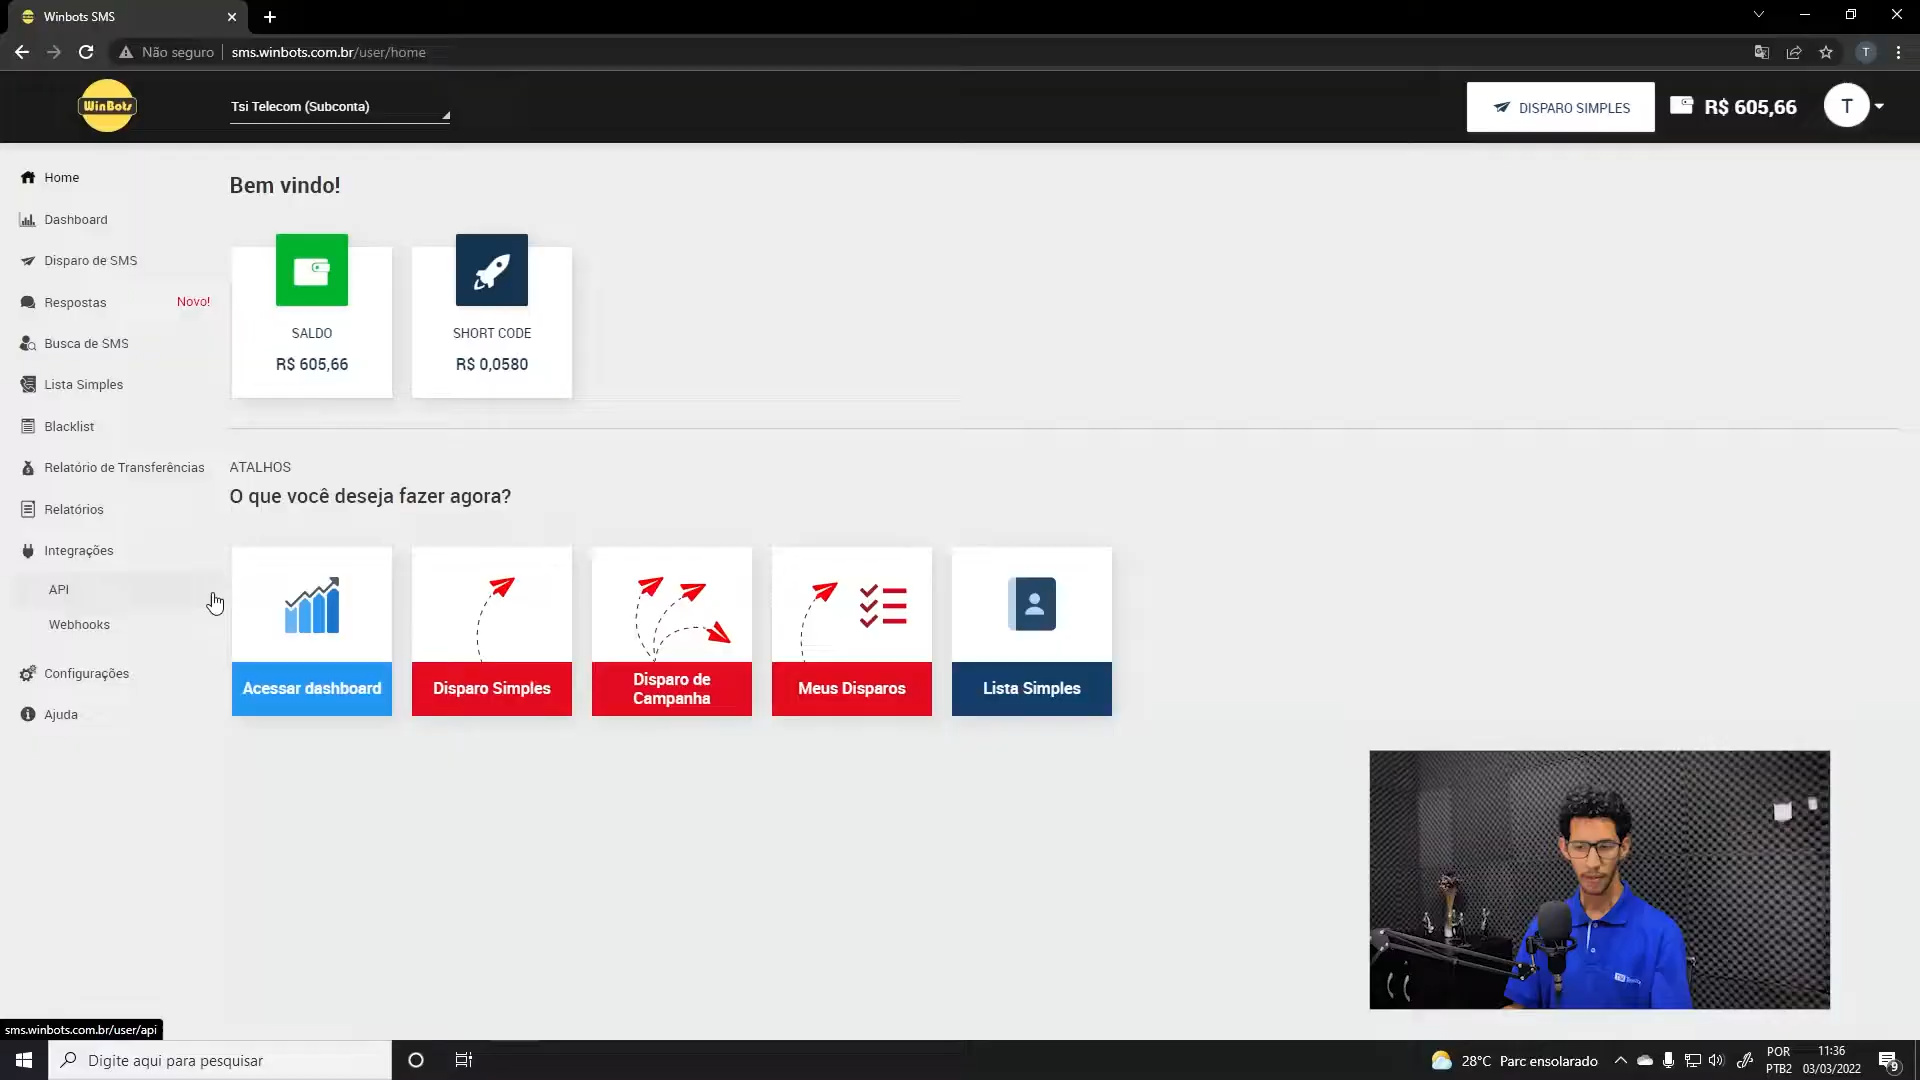 Winbots SMS
Não seguro
sms.winbots.com.br/user/home
T
WinBots
Tsi Telecom (Subconta)
DISPARO SIMPLES
R$ 605,66
T
Home
Dashboard
Disparo de SMS
Respostas
Novo!
Busca de SMS
Lista Simples
Blacklist
Relatório de Transferências
Relatórios
Integrações
API
Webhooks
Configurações
Ajuda
Bem vindo!
SALDO
R$ 605,66
SHORT CODE
R$ 0,0580
ATALHOS
O que você deseja fazer agora?
Acessar dashboard
Disparo Simples
Disparo de
Campanha
Meus Disparos
Lista Simples
sms.winbots.com.br/user/api
Digite aqui para pesquisar
28°C Parc ensolarado
POR
PTB2
11:36
03/03/2022
9